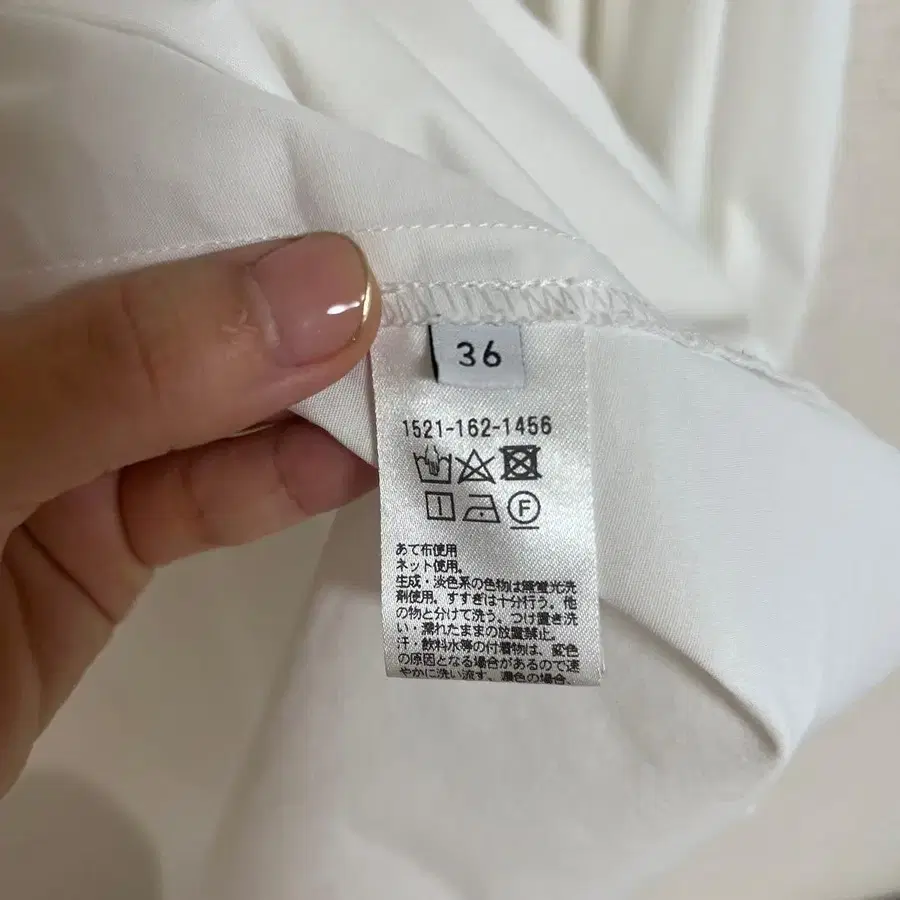 36
1521-162-1456
F
あて布使用
ネット使用。
生成・淡色系の色物は無蛍光洗
剤使用。すすぎは十分行う。他
の物と分けて洗う。つけ置き洗
い・濡れたままの放置禁止。
汗・飲料水等の付着物は、変色
の原因となる場合があるので速
やかに洗い流す。濃色の場合、